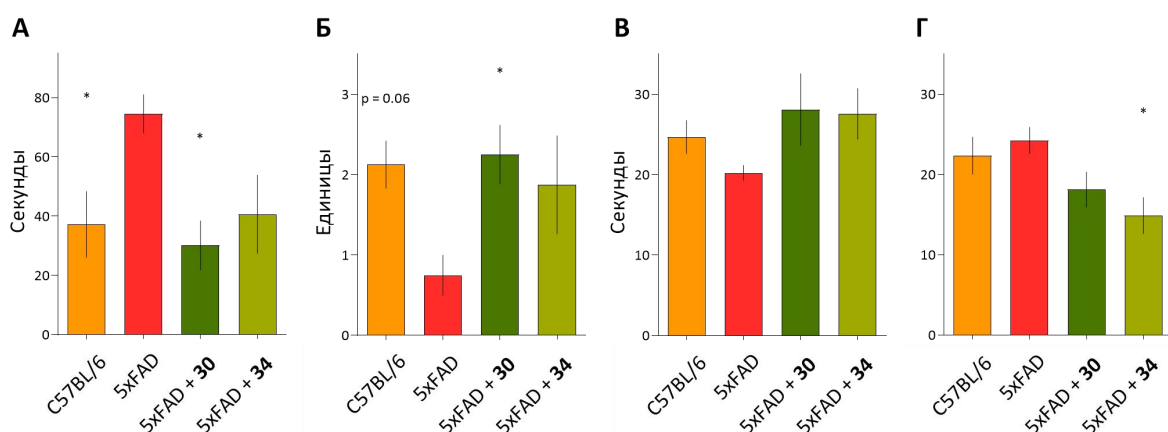 А
Секунды
80
60
40
20
0
*
*
C57BL/6
5xFAD
5xFAD + 30
5xFAD + 34
Б
Единицы
3
2
1
0
p = 0.06
*
C57BL/6
5xFAD
5xFAD + 30
5xFAD + 34
В
Секунды
30
20
10
0
C57BL/6
5xFAD
5xFAD + 30
5xFAD + 34
Г
Секунды
30
20
10
0
*
C57BL/6
5xFAD
5xFAD + 30
5xFAD + 34